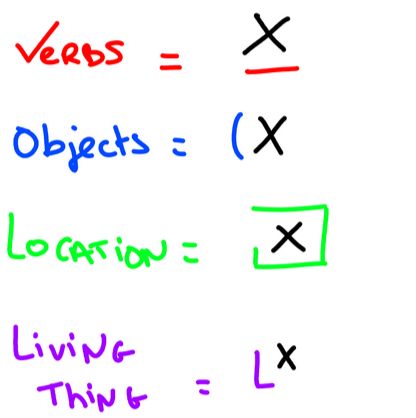 VERBS = X
Objects = (X
LOCATION = X
LiviNG
THiNG = L^X